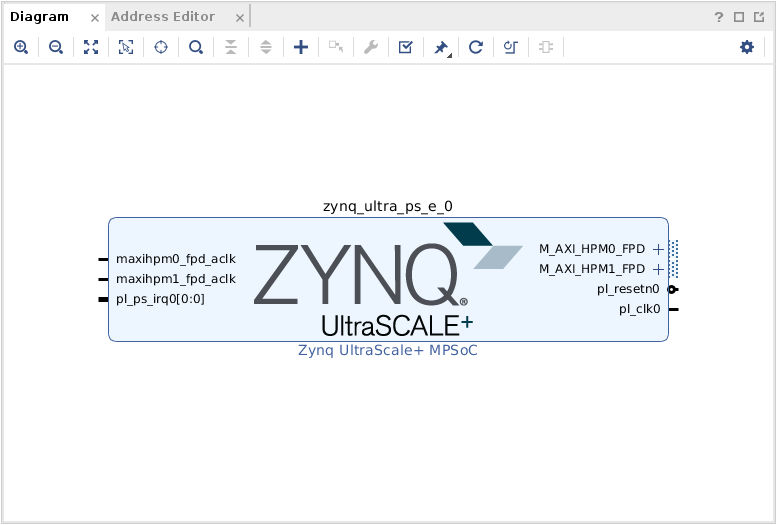 Diagram
Address Editor
?
zynq_ultra_ps_e_0
maxihpm0_fpd_aclk
maxihpm1_fpd_aclk
pl_ps_irq0[0:0]
ZYNQ®
UltraSCALE+
M_AXI_HPM0_FPD
M_AXI_HPM1_FPD
pl_resetn0
pl_clk0
Zynq UltraScale+ MPSoC